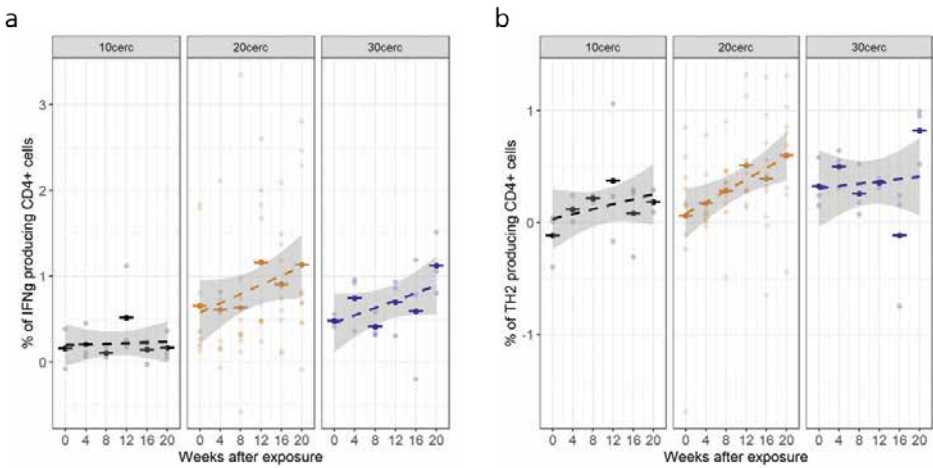 a
10cerc 20cerc 30cerc
% of IFNg producing CD4+ cells
3
2
1
0
0 4 8 12 16 20 0 4 8 12 16 20 0 4 8 12 16 20
Weeks after exposure
b
10cerc 20cerc 30cerc
% of TH2 producing CD4+ cells
1
0
-1
0 4 8 12 16 20 0 4 8 12 16 20 0 4 8 12 16 20
Weeks after exposure